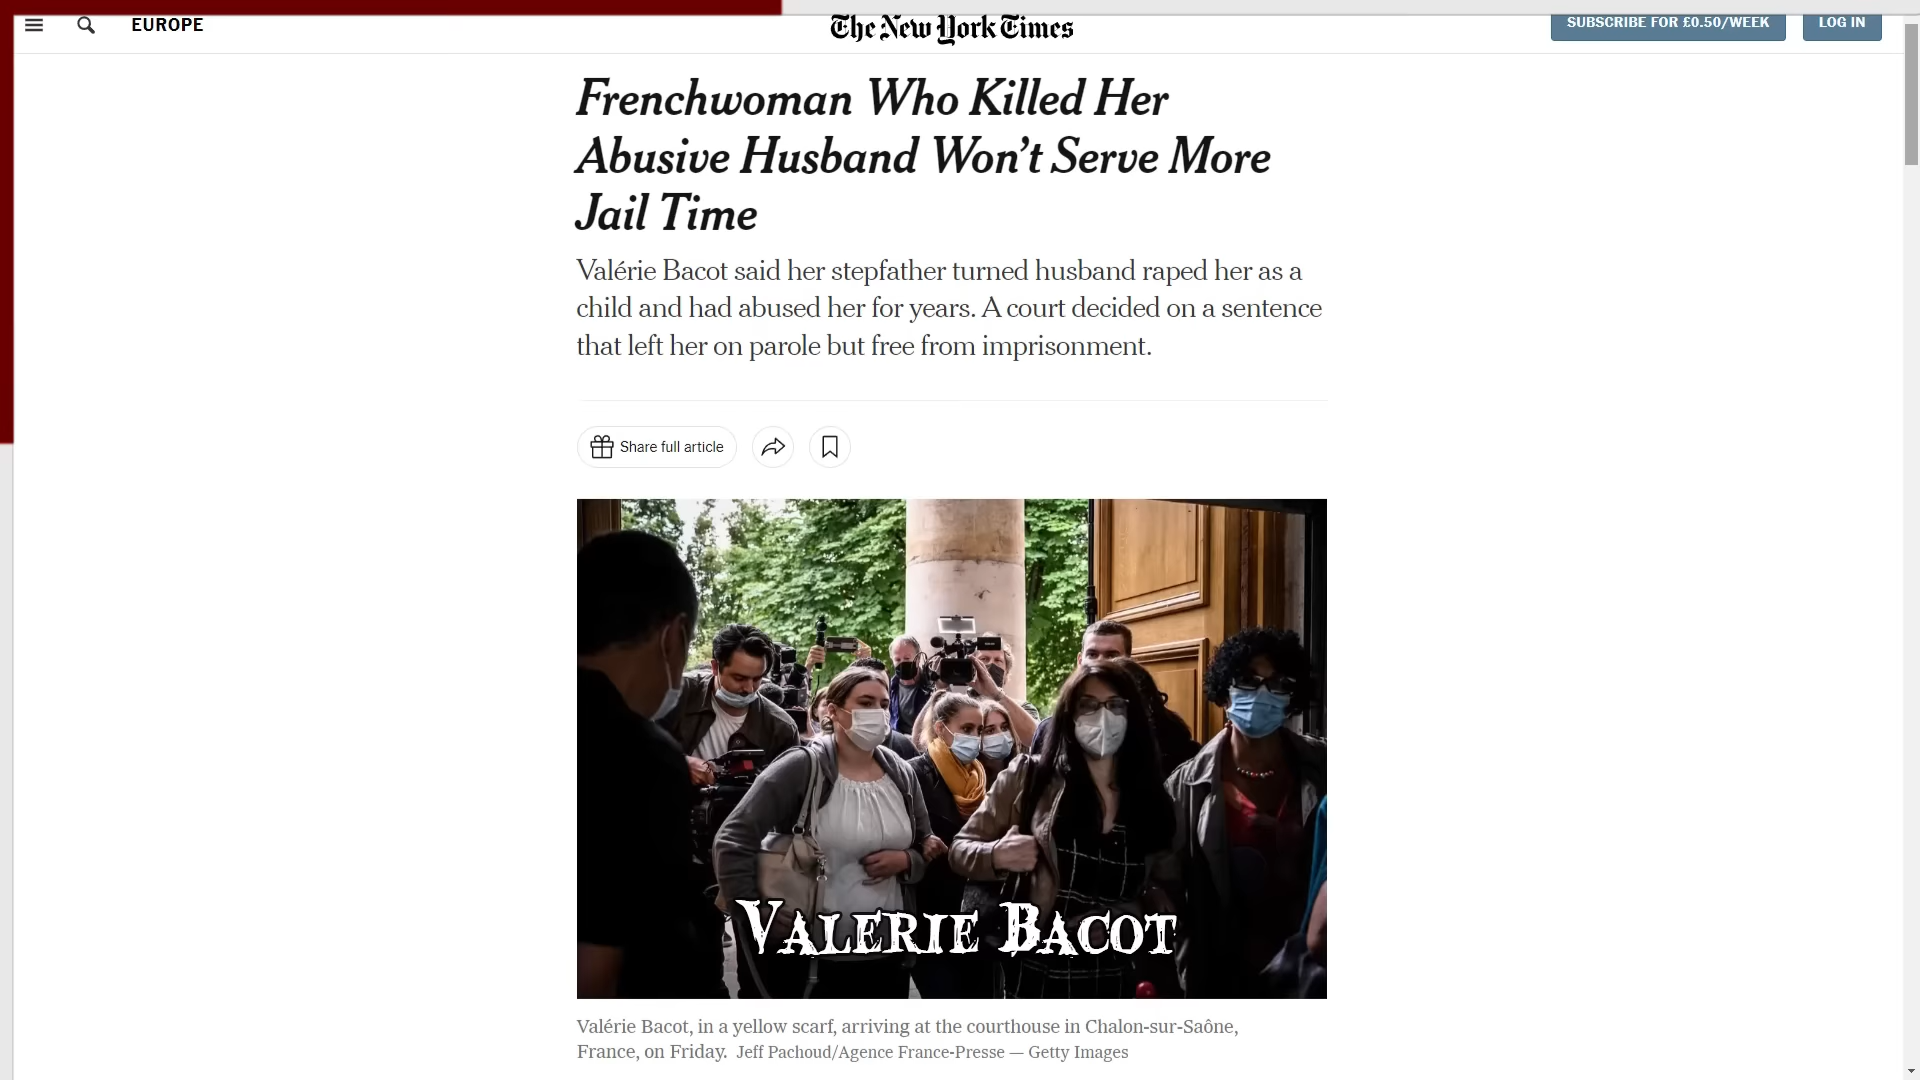 EUROPE
The New York Times
SUBSCRIBE FOR £0.50/WEEK
LOG IN
Frenchwoman Who Killed Her
Abusive Husband Won't Serve More
Jail Time
Valérie Bacot said her stepfather turned husband raped her as a
child and had abused her for years. A court decided on a sentence
that left her on parole but free from imprisonment.
Share full article
VALERIE BACOT
Valérie Bacot, in a yellow scarf, arriving at the courthouse in Chalon-sur-Saône,
France, on Friday. Jeff Pachoud/Agence France-Presse — Getty Images